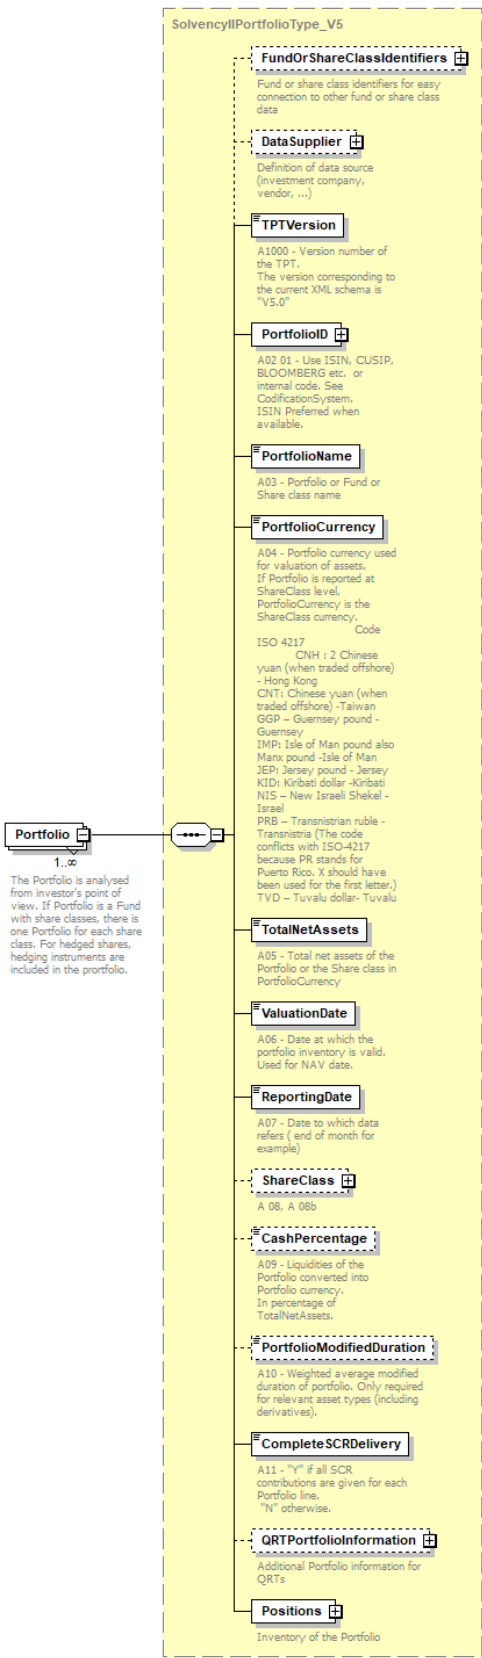 SolvencyIIPortfolioType_V5
FundOrShareClassIdentifiers
Fund or share class identifiers for easy
connection to other fund or share class
data
DataSupplier
Definition of data source
(investment company,
vendor, ...)
TPTVersion
A1000 - Version number of
the TPT.
The version corresponding to
the current XML schema is
"V5.0"
PortfolioID
A02 01 - Use ISIN, CUSIP,
BLOOMBERG etc. or
internal code. See
CodificationSystem.
ISIN Preferred when
available.
PortfolioName
A03 - Portfolio or Fund or
Share class name
PortfolioCurrency
A04 - Portfolio currency used
for valuation of assets.
If Portfolio is reported at
ShareClass level,
PortfolioCurrency is the
ShareClass currency.
Code
ISO 4217
CNH : 2 Chinese
yuan (when traded offshore)
- Hong Kong
CNT: Chinese yuan (when
traded offshore) -Taiwan
GGP – Guernsey pound -
Guernsey
IMP: Isle of Man pound also
Manx pound -Isle of Man
JEP: Jersey pound - Jersey
KID: Kiribati dollar -Kiribati
NIS – New Israeli Shekel -
Israel
PRB – Transnistrian ruble -
Transnistria (The code
conflicts with ISO-4217
because PR stands for
Puerto Rico. X should have
been used for the first letter.)
TVD – Tuvalu dollar- Tuvalu
Portfolio
1..∞
The Portfolio is analysed
from investor's point of
view. If Portfolio is a Fund
with share classes, there is
one Portfolio for each share
class. For hedged shares,
hedging instruments are
included in the prortfolio.
TotalNetAssets
A05 - Total net assets of the
Portfolio or the Share class in
PortfolioCurrency
ValuationDate
A06 - Date at which the
portfolio inventory is valid.
Used for NAV date.
ReportingDate
A07 - Date to which data
refers ( end of month for
example)
ShareClass
A 08, A 08b
CashPercentage
A09 - Liquidities of the
Portfolio converted into
Portfolio currency.
In percentage of
TotalNetAssets.
PortfolioModifiedDuration
A10 - Weighted average modified
duration of portfolio. Only required
for relevant asset types (including
derivatives).
CompleteSCRDelivery
A11 - "Y" if all SCR
contributions are given for each
Portfolio line.
"N" otherwise.
QRTPortfolioInformation
Additional Portfolio information for
QRTs
Positions
Inventory of the Portfolio